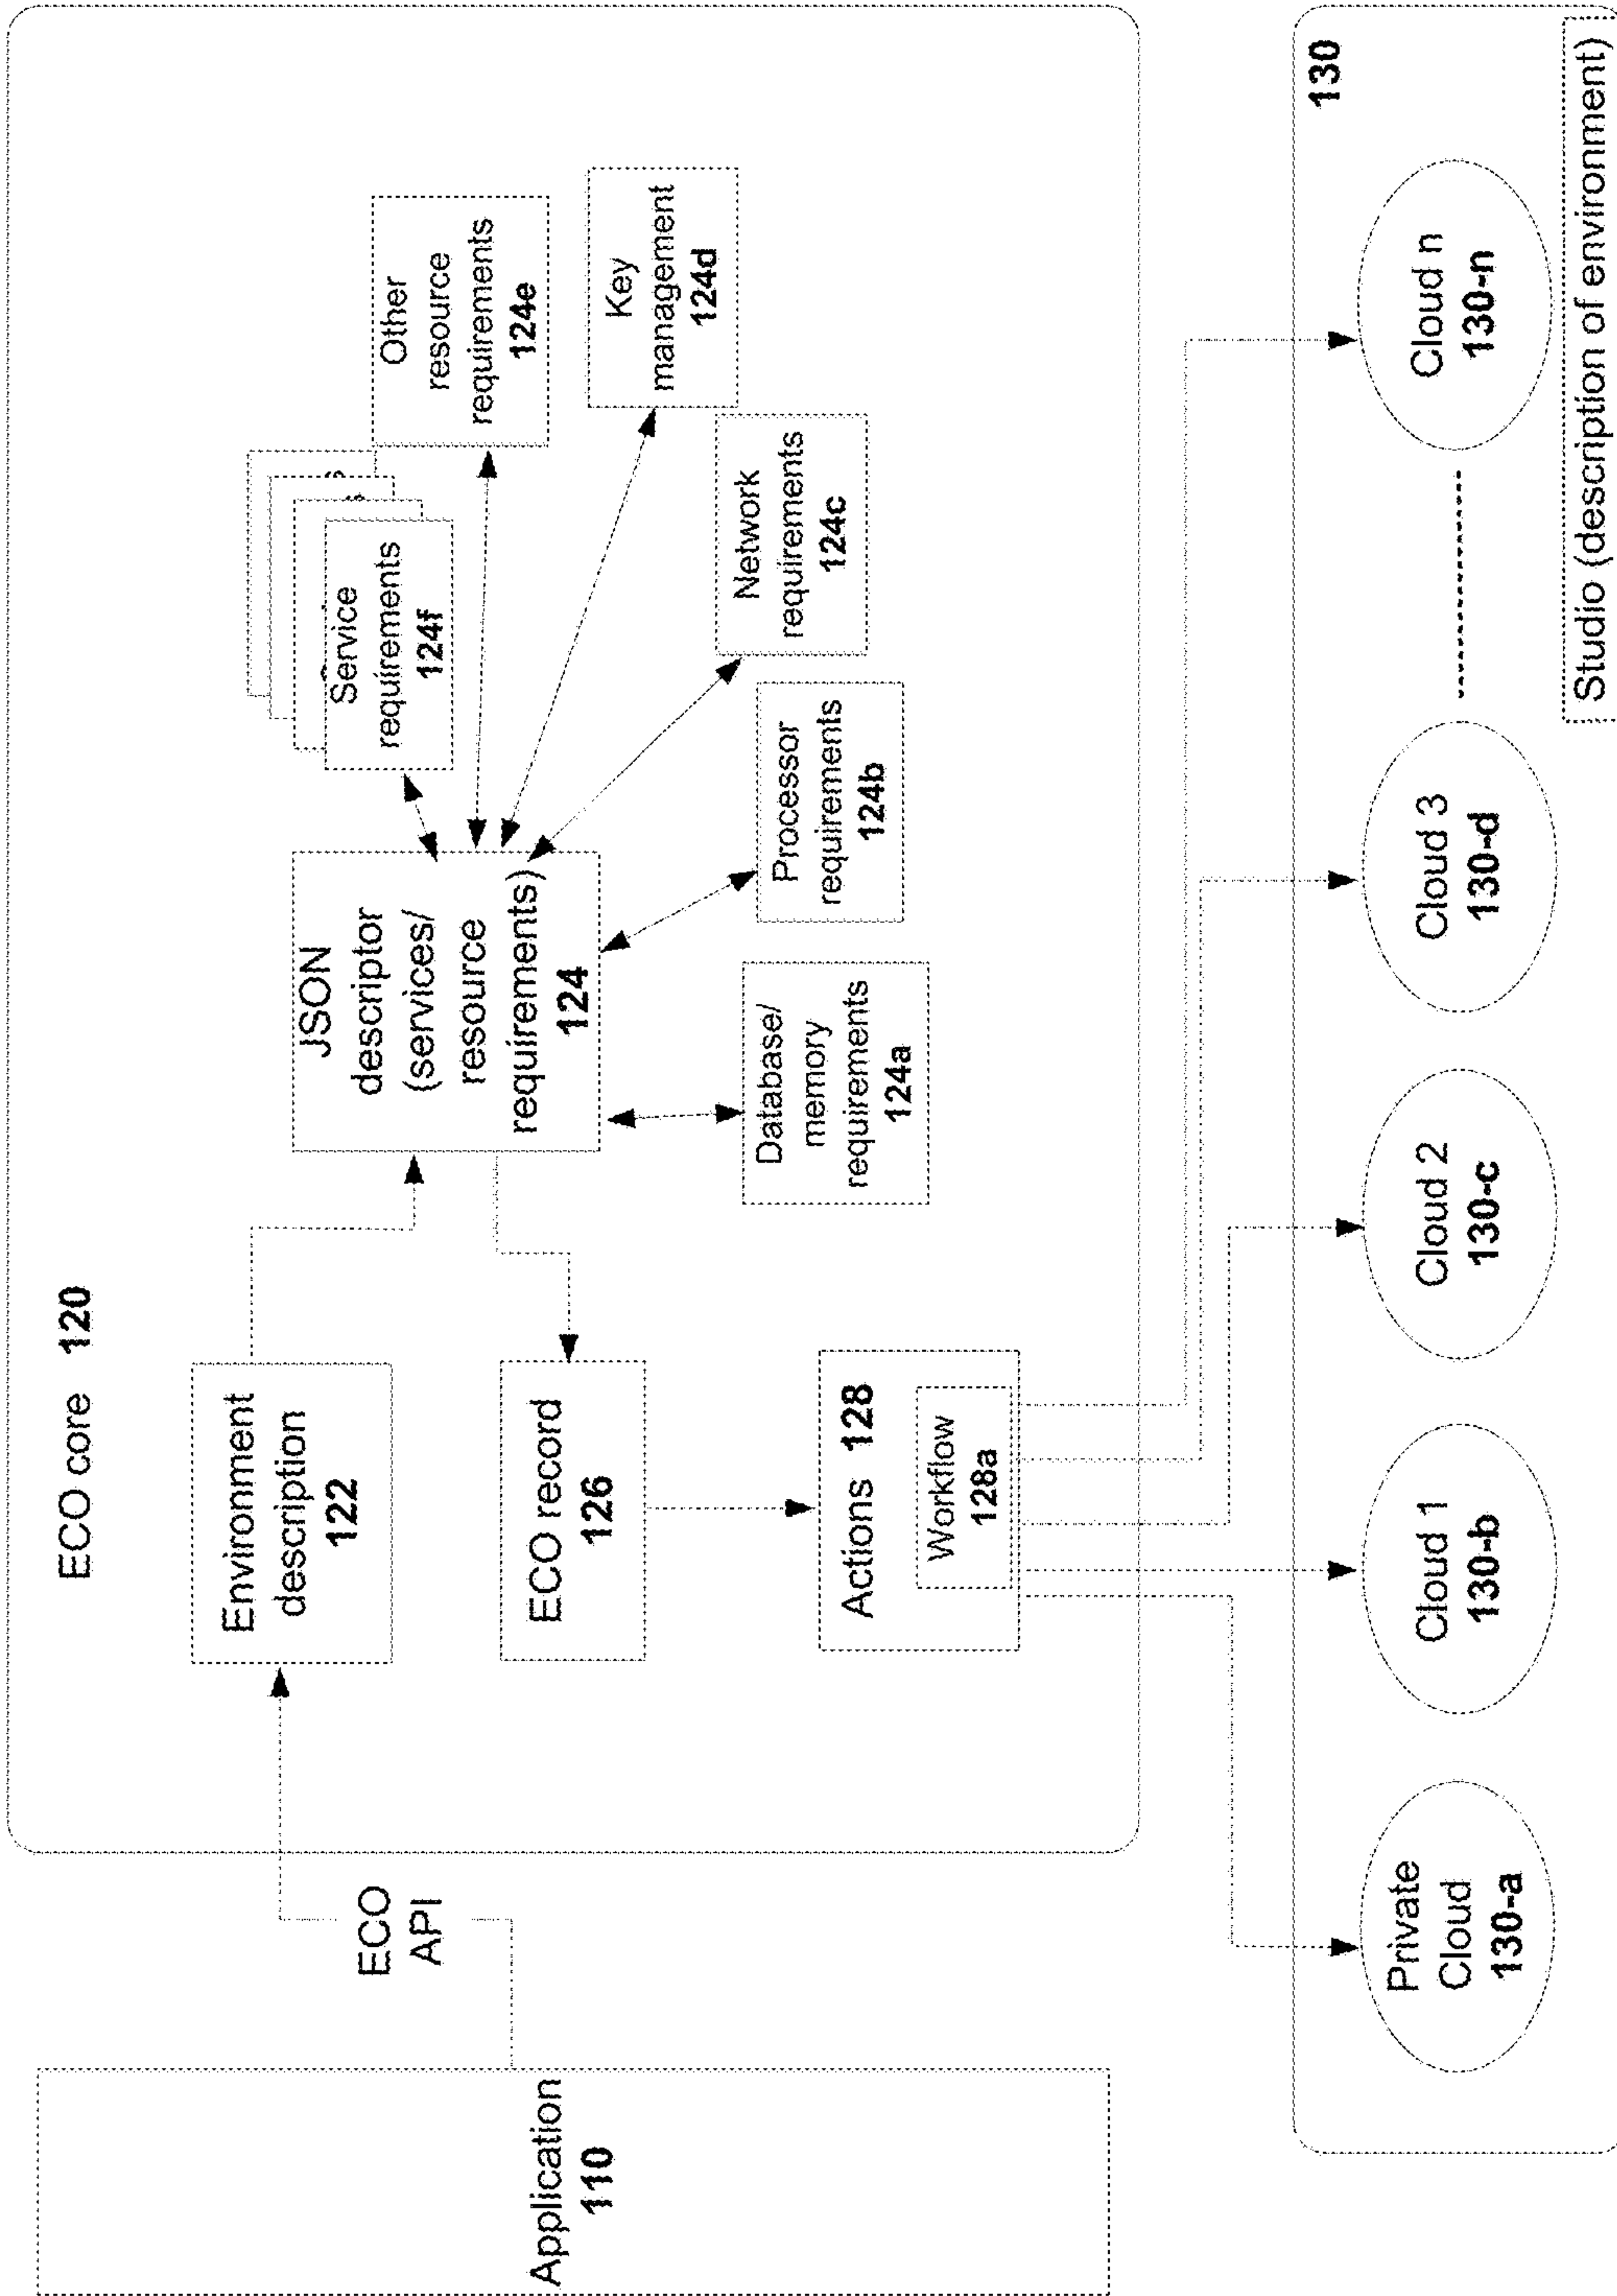 Application
110
ECO
API
ECO core 120
Environment
description
122
JSON
descriptor
(services/
resource
requirements)
124
Service
requirements
124f
Other
resource
requirements
124e
Key
management
124d
Network
requirements
124c
Processor
requirements
124b
Database/
memory
requirements
124a
ECO record
126
Actions 128
Workflow
128a
130
Private
Cloud
130-a
Cloud 1
130-b
Cloud 2
130-c
Cloud 3
130-d
Cloud n
130-n
Studio (description of environment)